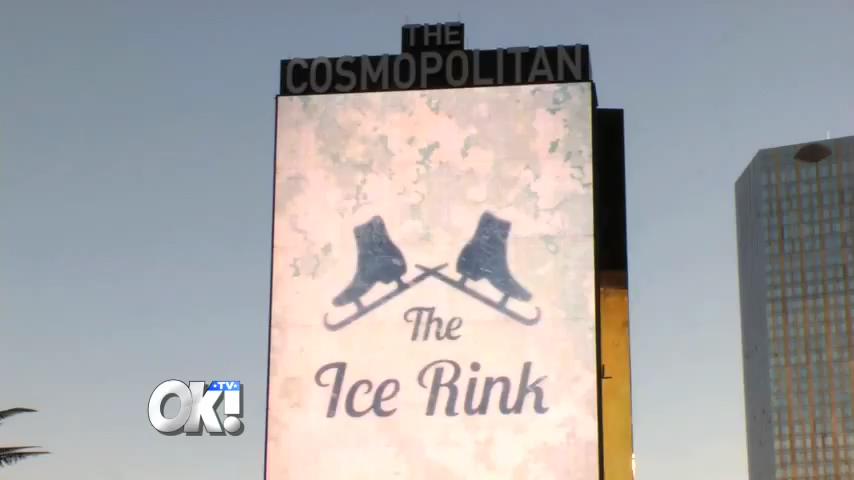 THE
COSMOPOLITAN
The
Ice Rink
OK!
TV
L